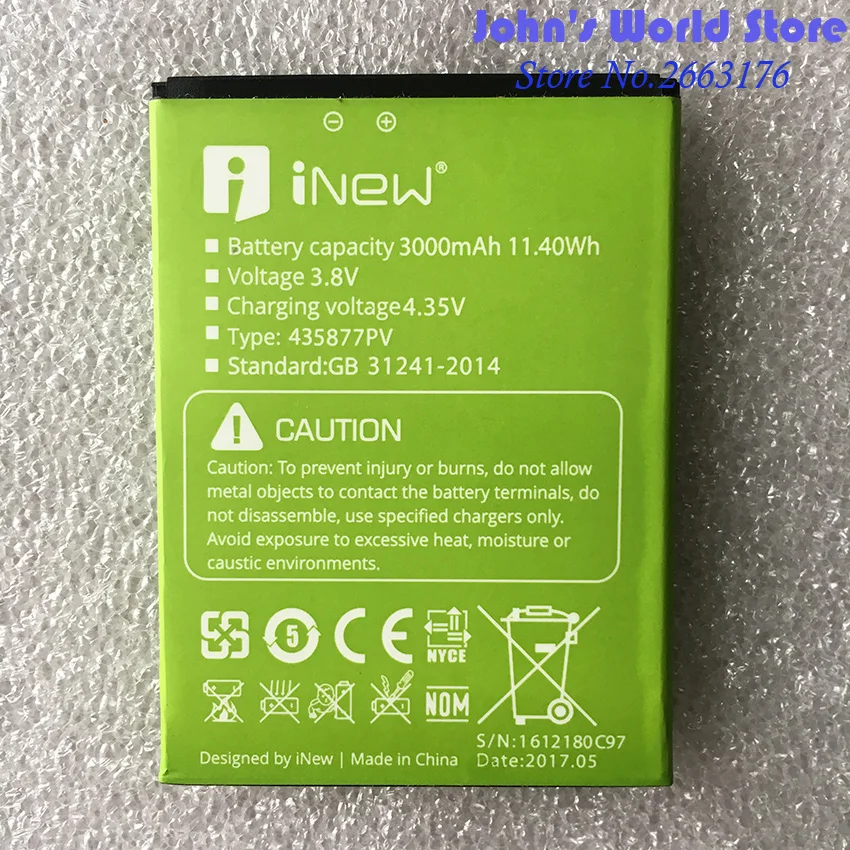 John's World Store
Store No.2663176
iNew®
Battery capacity 3000mAh 11.40Wh
Voltage 3.8V
Charging voltage4.35V
Type: 435877PV
Standard:GB 31241-2014
CAUTION
Caution: To prevent injury or burns, do not allow
metal objects to contact the battery terminals, do
not disassemble, use specified chargers only.
Avoid exposure to excessive heat, moisture or
caustic environments.
5
CE
NYCE
NOM
S/N:1612180C97
Designed by iNew | Made in China
Date:2017.05